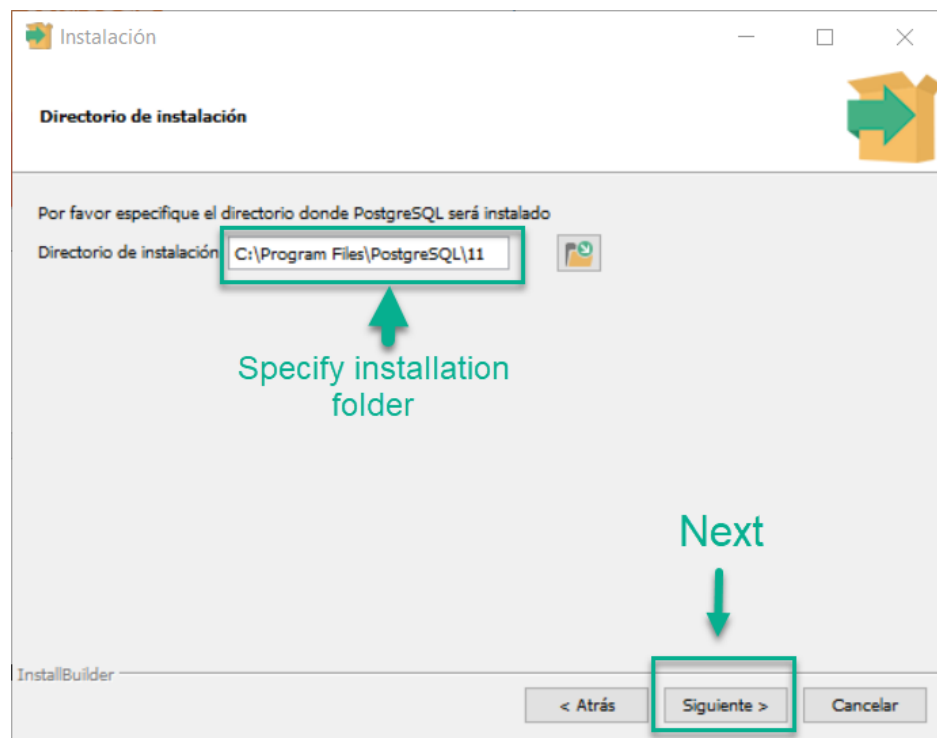 Instalación
Directorio de instalación
Por favor especifique el directorio donde PostgreSQL será instalado
Directorio de instalación C:\Program Files\PostgreSQL\11
Specify installation
folder
Next
InstallBuilder
< Atrás Siguiente > Cancelar